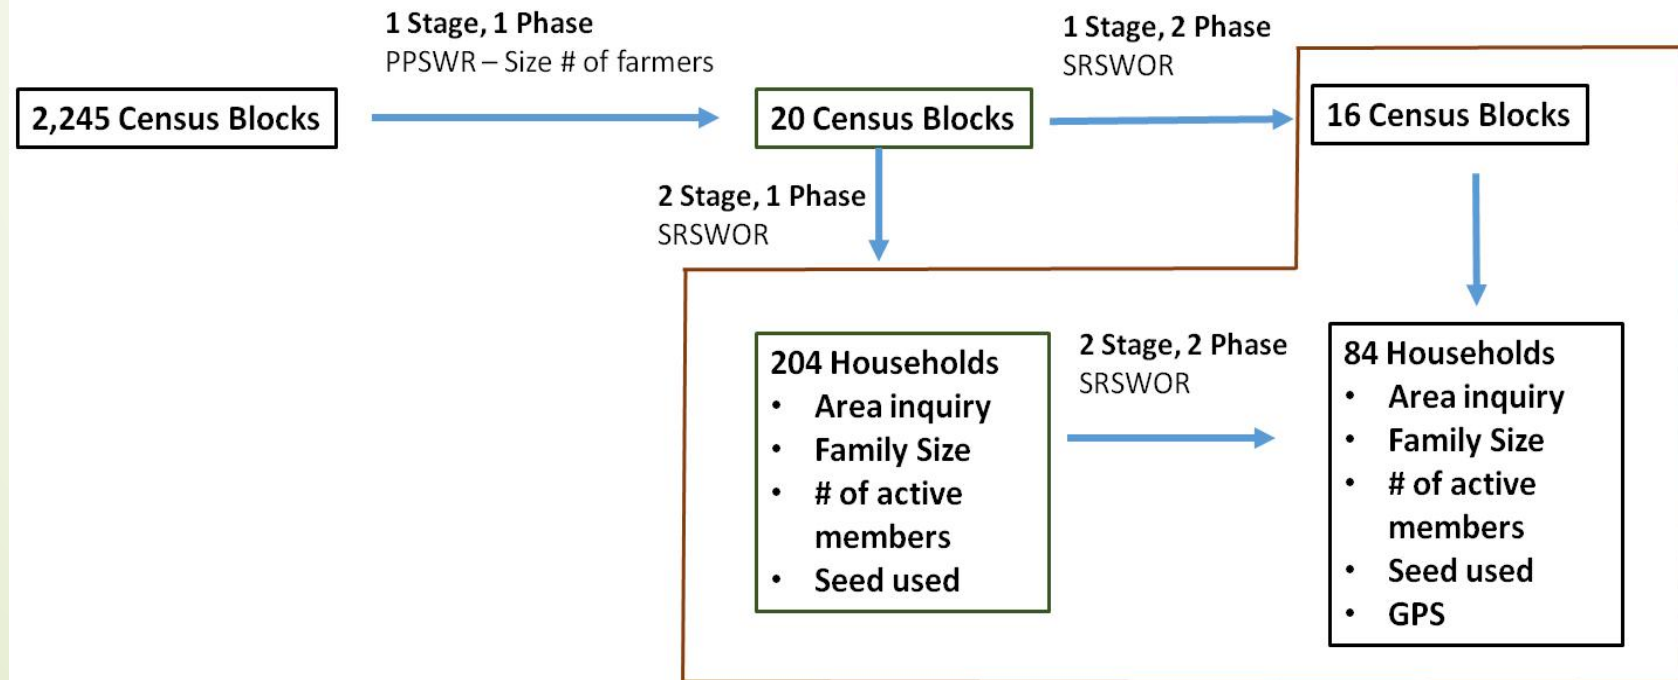 1 Stage, 1 Phase
PPSWR – Size # of farmers
1 Stage, 2 Phase
SRSWOR
2,245 Census Blocks
20 Census Blocks
16 Census Blocks
2 Stage, 1 Phase
SRSWOR
204 Households
• Area inquiry
• Family Size
• # of active
members
• Seed used
2 Stage, 2 Phase
SRSWOR
84 Households
• Area inquiry
• Family Size
• # of active
members
• Seed used
• GPS